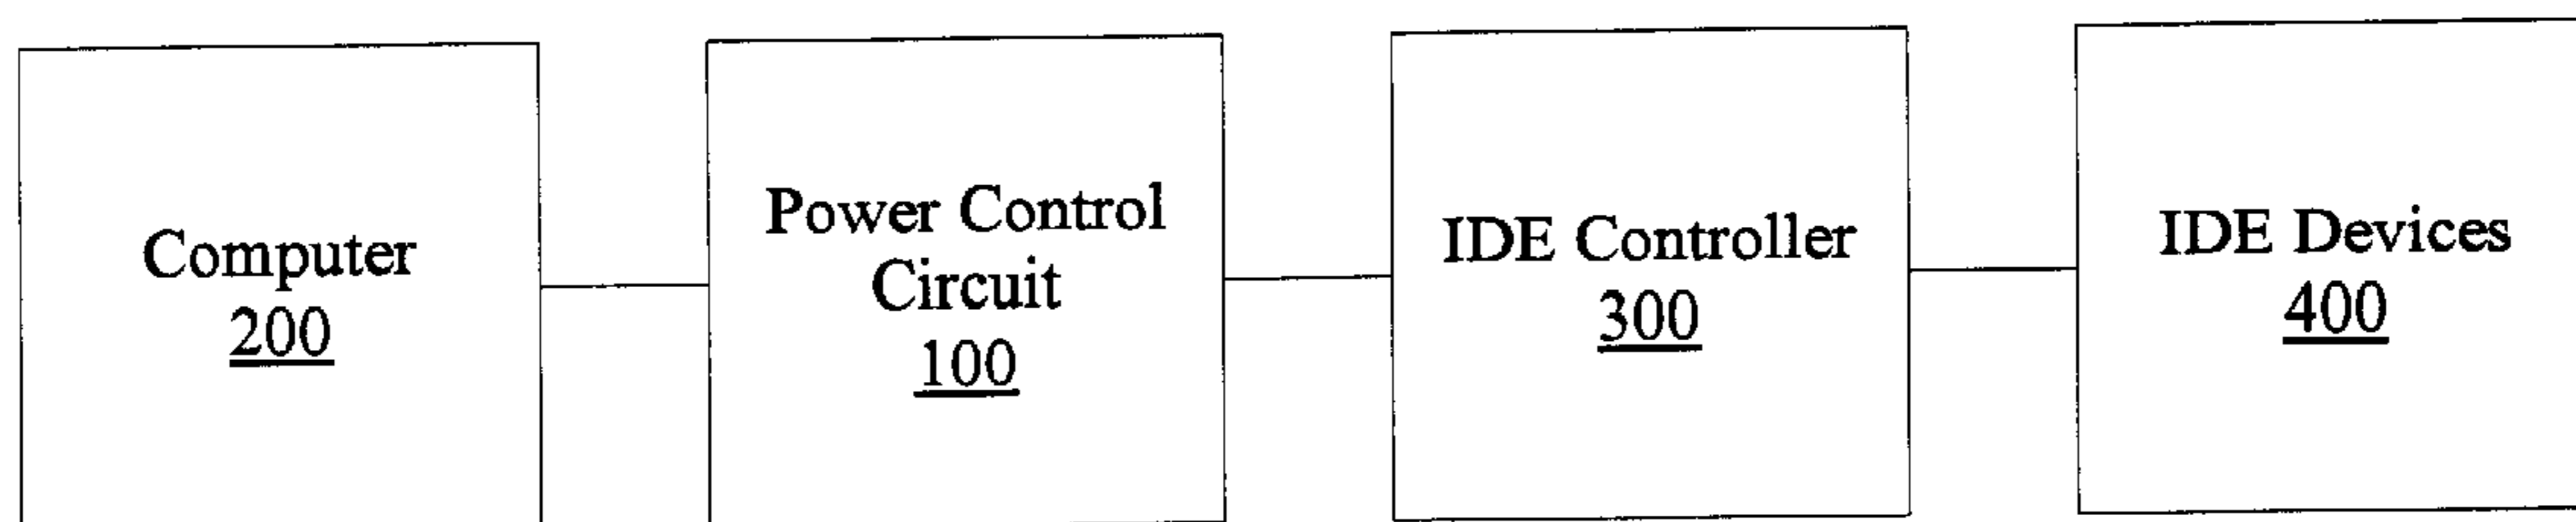 Computer
200
Power Control
Circuit
100
IDE Controller
300
IDE Devices
400